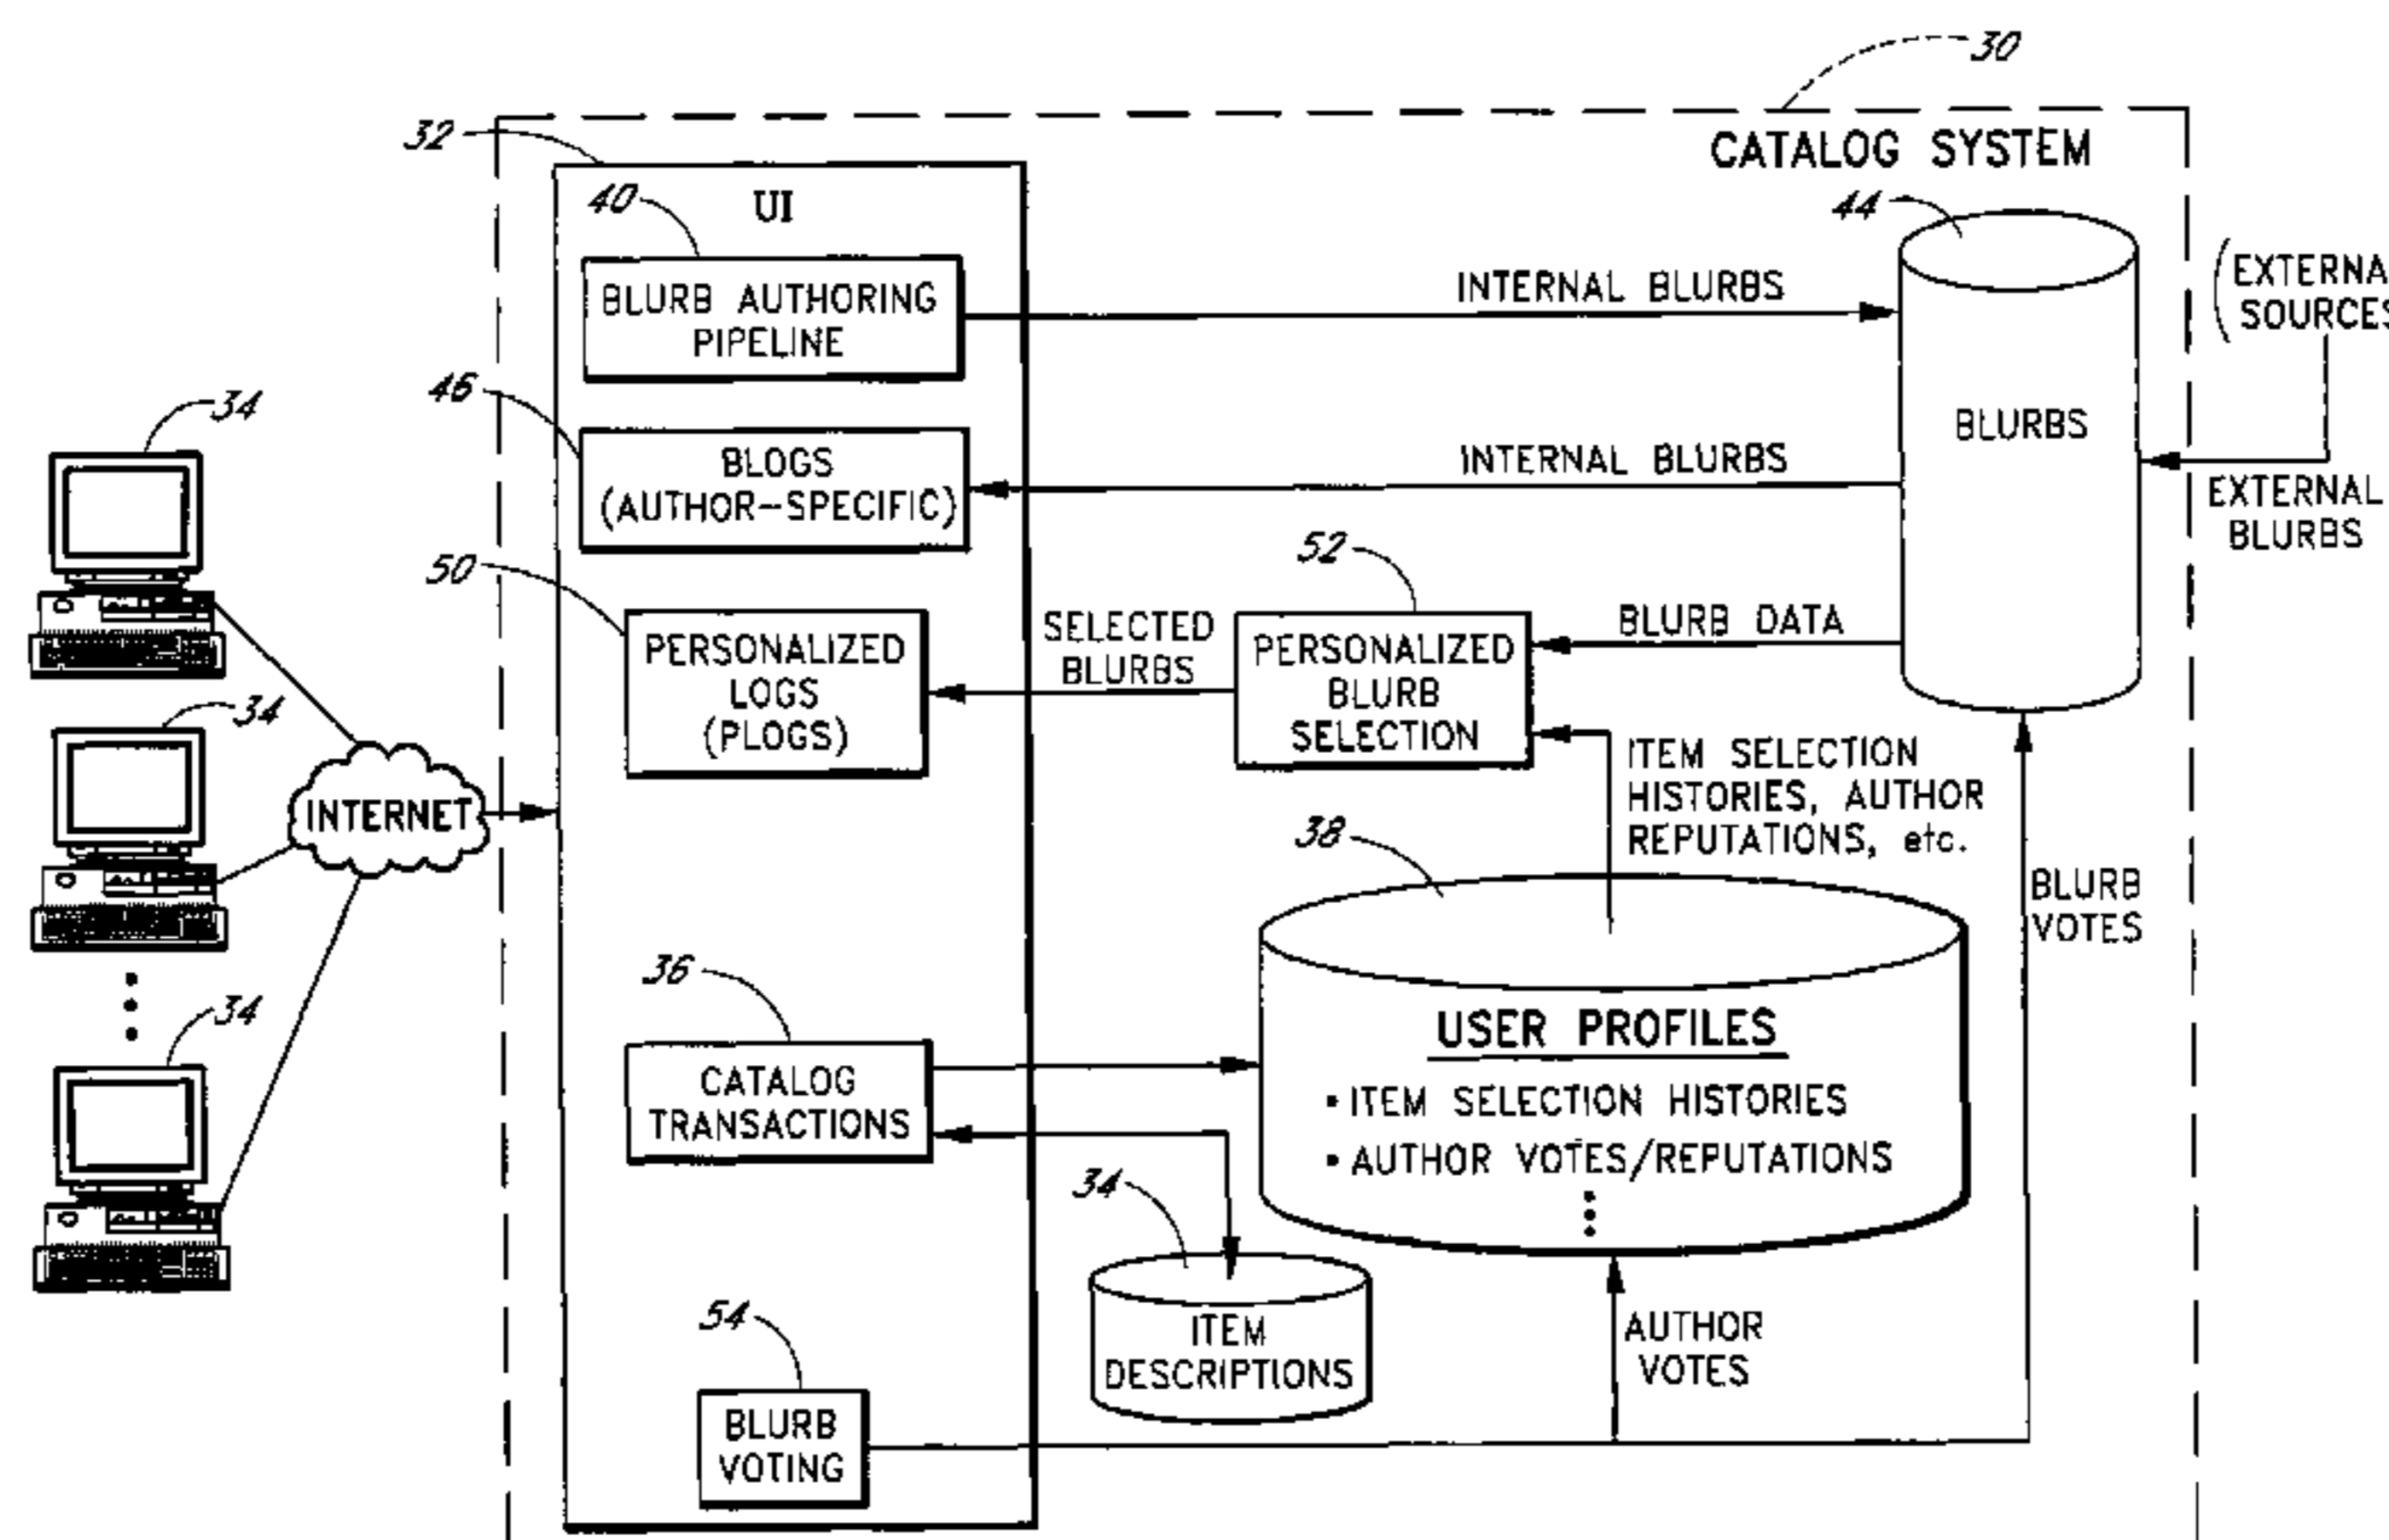 30
32
CATALOG SYSTEM
UI
40
44
BLURB AUTHORING
PIPELINE
INTERNAL BLURBS
(EXTERNA
SOURCES
34
46
BLOGS
(AUTHOR-SPECIFIC)
INTERNAL BLURBS
BLURBS
EXTERNAL
BLURBS
50
52
34
PERSONALIZED
LOGS
(PLOGS)
SELECTED
BLURBS
PERSONALIZED
BLURB
SELECTION
BLURB DATA
INTERNET
ITEM SELECTION
HISTORIES, AUTHOR
REPUTATIONS, etc.
38
BLURB
VOTES
36
34
CATALOG
TRANSACTIONS
USER PROFILES
• ITEM SELECTION HISTORIES
• AUTHOR VOTES/REPUTATIONS
34
ITEM
DESCRIPTIONS
54
AUTHOR
VOTES
BLURB
VOTING